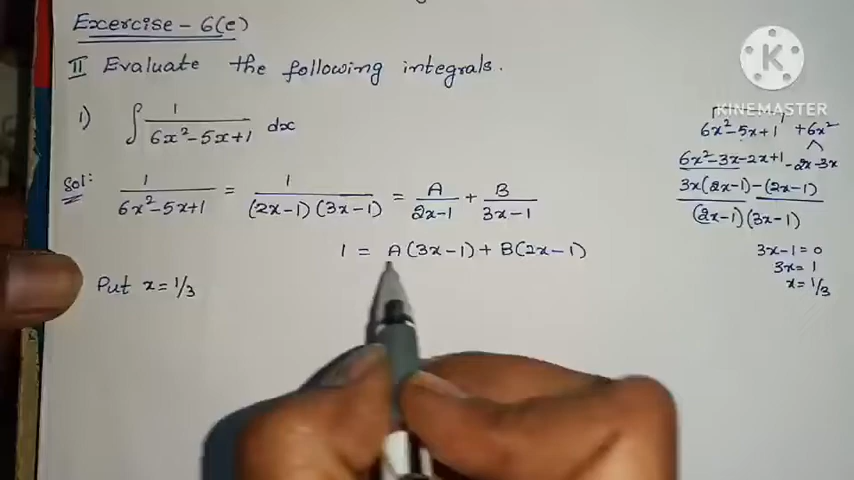 Excercise - 6(e)
II Evaluate the following integrals.
1) ∫ 1/(6x²-5x+1) dx
Sol: 1/(6x²-5x+1) = 1/((2x-1)(3x-1)) = A/(2x-1) + B/(3x-1)
1 = A(3x-1) + B(2x-1)
Put x = 1/3
K
KINEMASTER
6x²-5x+1 +6x²
6x²-3x-2x+1 -2x-3x
3x(2x-1)-(2x-1)
(2x-1)(3x-1)
3x-1=0
3x=1
x=1/3